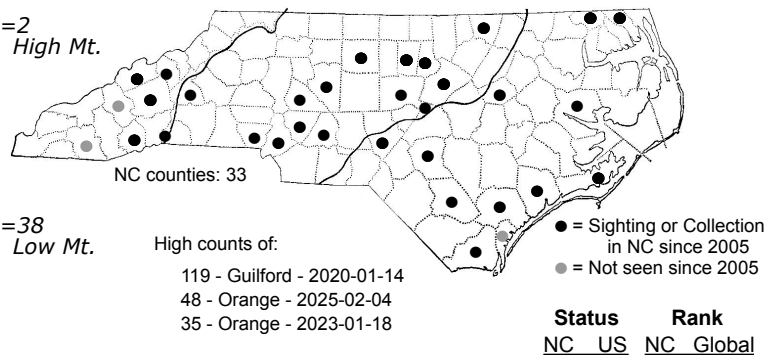 =2
High Mt.
NC counties: 33
=38
Low Mt.
High counts of:
119 - Guilford - 2020-01-14
48 - Orange - 2025-02-04
35 - Orange - 2023-01-18
● = Sighting or Collection
in NC since 2005
● = Not seen since 2005
Status Rank
NC US NC Global